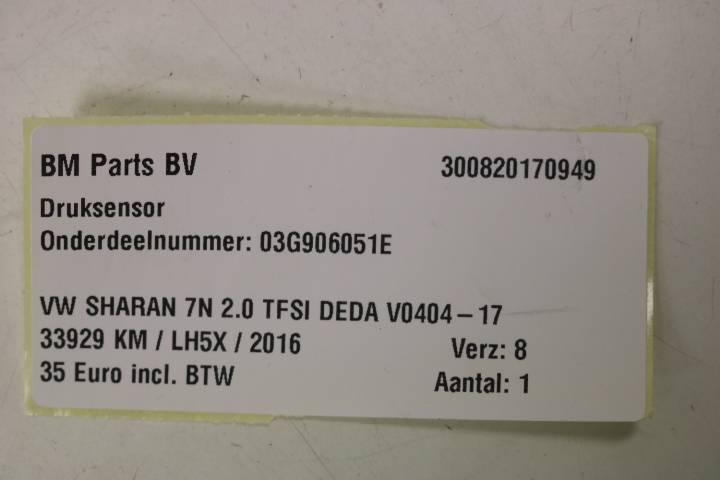 BM Parts BV 300820170949
Druksensor
Onderdeelnummer: 03G906051E
VW SHARAN 7N 2.0 TFSI DEDA V0404-17
33929 KM / LH5X / 2016 Verz: 8
35 Euro incl. BTW Aantal: 1